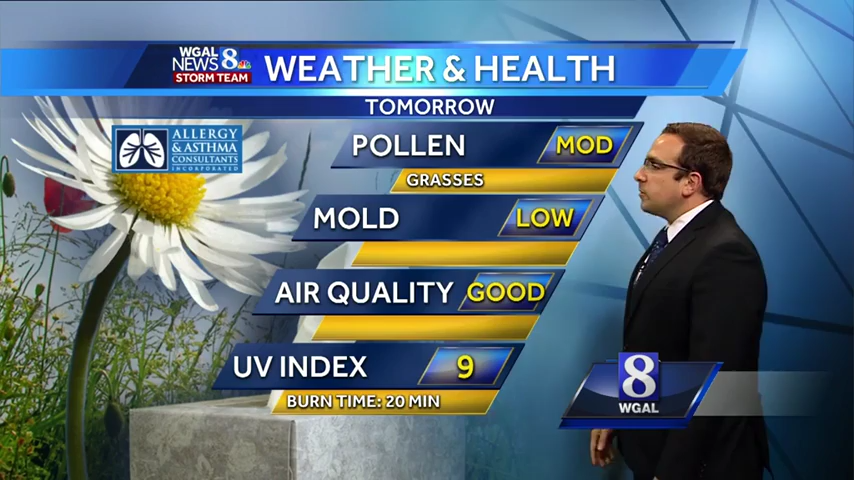 WGAL
NEWS 8
STORM TEAM
WEATHER & HEALTH
TOMORROW
ALLERGY
& ASTHMA
CONSULTANTS
INCORPORATED
POLLEN MOD
GRASSES
MOLD LOW
AIR QUALITY GOOD
UV INDEX 9
BURN TIME: 20 MIN
8
WGAL